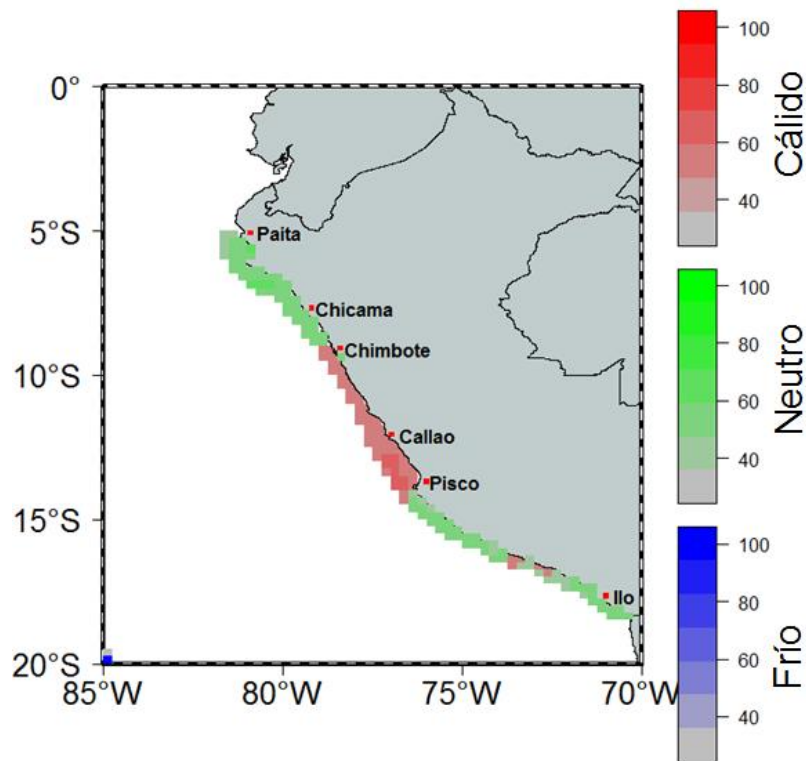 0°
5°S
10°S
15°S
20°S
85°W
80°W
75°W
70°W
Paita
Chicama
Chimbote
Callao
Pisco
Ilo
100
80
60
40
Cálido
100
80
60
40
Neutro
100
80
60
40
Frío